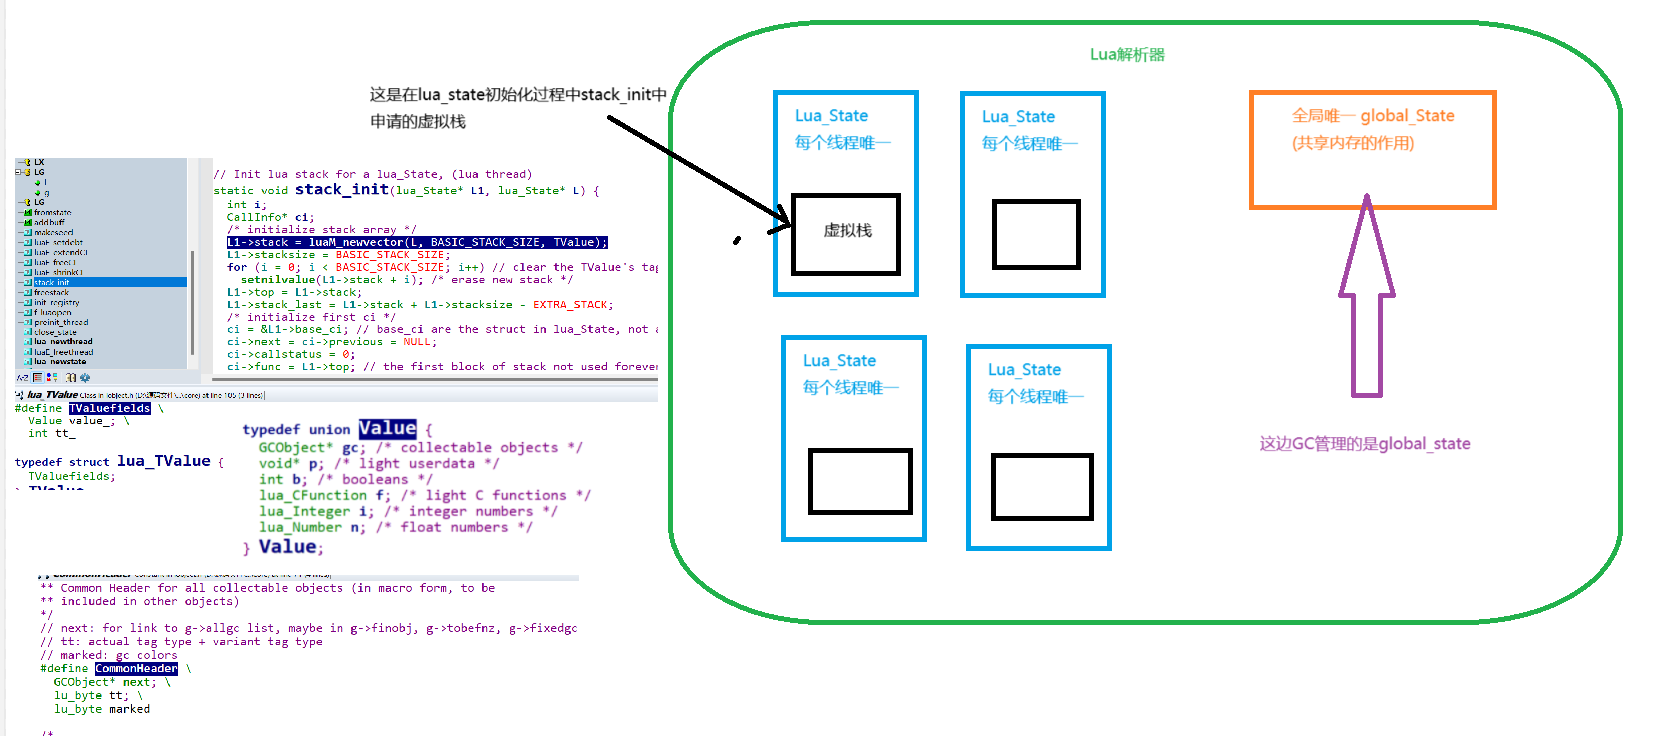 Lua解析器
这是在lua_state初始化过程中stack_init中
申请的虚拟栈
Lua_State
每个线程唯一
虚拟栈
Lua_State
每个线程唯一
全局唯一 global_State
(共享内存的作用)
Lua_State
每个线程唯一
Lua_State
每个线程唯一
这边GC管理的是global_state
LX
LG
l
g
LG
fromstate
addbuff
makeseed
luaE_setdebt
luaE_extendCI
luaE_freeCI
luaE_shrinkCI
stack_init
freestack
init_registry
f_luaopen
preinit_thread
close_state
lua_newthread
luaE_freethread
lua_newstate
A-Z
// Init lua stack for a lua_State, (lua thread)
static void stack_init(lua_State* L1, lua_State* L) {
int i;
CallInfo* ci;
/* initialize stack array */
L1->stack = luaM_newvector(L, BASIC_STACK_SIZE, TValue);
L1->stacksize = BASIC_STACK_SIZE;
for (i = 0; i < BASIC_STACK_SIZE; i++) // clear the TValue's tag
setnilvalue(L1->stack + i); /* erase new stack */
L1->top = L1->stack;
L1->stack_last = L1->stack + L1->stacksize - EXTRA_STACK;
/* initialize first ci */
ci = &L1->base_ci; // base_ci are the struct in lua_State, not a
ci->next = ci->previous = NULL;
ci->callstatus = 0;
ci->func = L1->top; // the first block of stack not used forever
lua_TValue Class in lobject.h at line 105 (3 lines)
#define TValuefields \
Value value_; \
int tt_
typedef struct lua_TValue {
TValuefields;
} TValue
typedef union Value {
GCObject* gc; /* collectable objects */
void* p; /* light userdata */
int b; /* booleans */
lua_CFunction f; /* light C functions */
lua_Integer i; /* integer numbers */
lua_Number n; /* float numbers */
} Value;
** Common Header for all collectable objects (in macro form, to be
** included in other objects)
*/
// next: for link to g->allgc list, maybe in g->finobj, g->tobefnz, g->fixedgc
// tt: actual tag type + variant tag type
// marked: gc colors
#define CommonHeader \
GCObject* next; \
lu_byte tt; \
lu_byte marked
/*